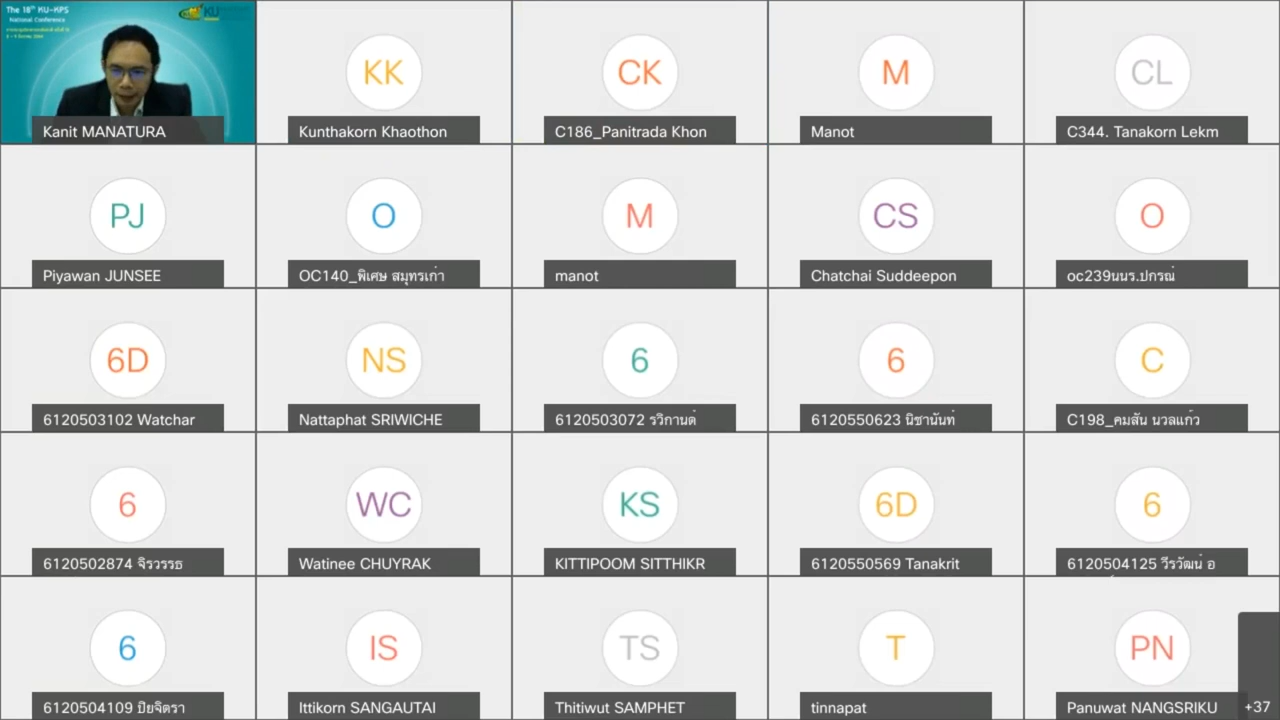 The 18th KU-KPS
National Conference
KU
Kanit MANATURA
KK
Kunthakorn Khaothon
CK
C186_Panitrada Khon
M
Manot
CL
C344. Tanakorn Lekm
PJ
Piyawan JUNSEE
O
OC140_พิเศษ สมุทรเก่า
M
manot
CS
Chatchai Suddeepon
O
oc239นนร.ปกรณ์
6D
6120503102 Watchar
NS
Nattaphat SRIWICHE
6
6120503072 รวิกานต์
6
6120550623 นิชานันท์
C
C198_คมสัน นวลแก้ว
6
6120502874 จิรวรรธ
WC
Watinee CHUYRAK
KS
KITTIPOOM SITTHIKR
6D
6120550569 Tanakrit
6
6120504125 วีรวัฒน์ อ
6
6120504109 ปิยจิตรา
IS
Ittikorn SANGAUTAI
TS
Thitiwut SAMPHET
T
tinnapat
PN
Panuwat NANGSRIKU
+37